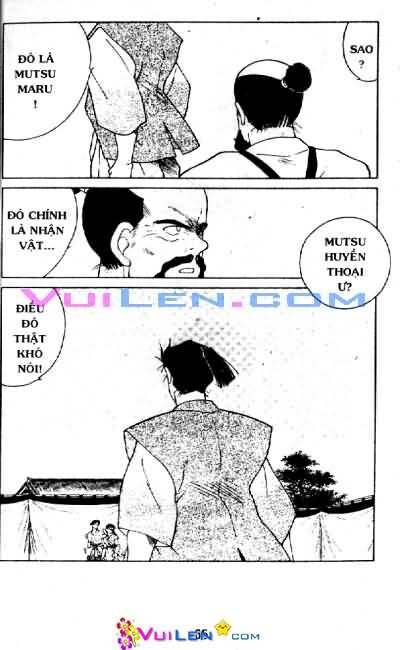 ĐÓ LÀ
MUTSU
MARU
!
SAO
?
ĐÓ CHÍNH
LÀ NHẬN
VẬT...
MUTSU
HUYỀN
THOẠI
Ư?
VUILEN.COM
ĐIỀU
ĐÓ
THẬT
KHÓ
NÓI!
VUILEN.COM